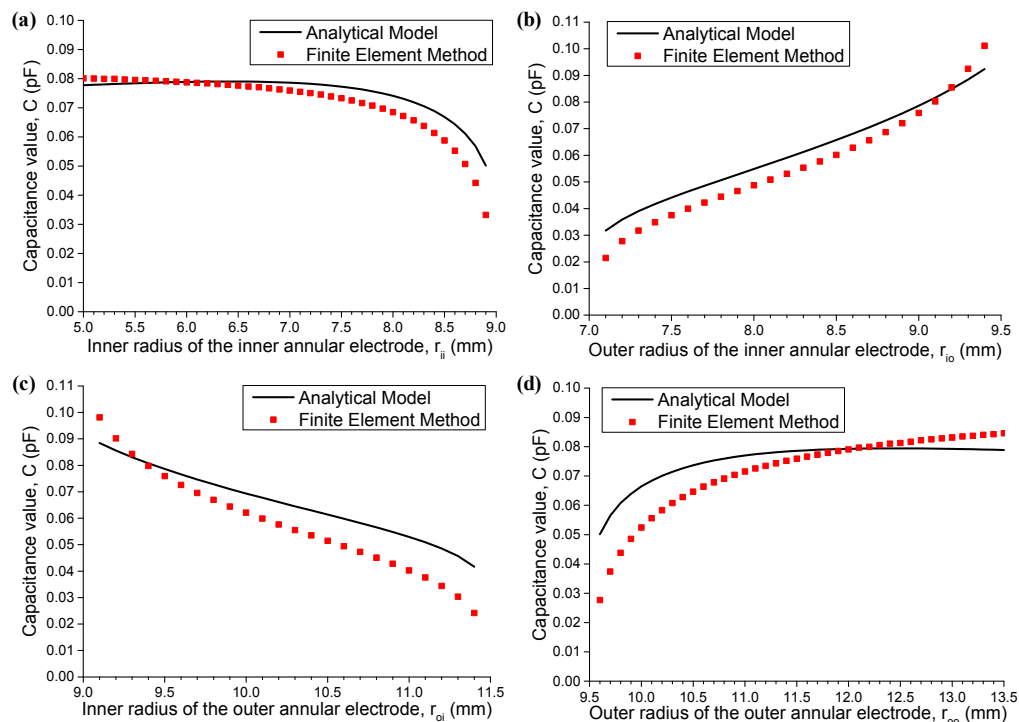 (a)
0.10
0.09
0.08
0.07
0.06
0.05
0.04
0.03
0.02
0.01
0.00
Capacitance value, C (pF)
Analytical Model
Finite Element Method
5.0 5.5 6.0 6.5 7.0 7.5 8.0 8.5 9.0
Inner radius of the inner annular electrode, r_ii (mm)
(b)
0.11
0.10
0.09
0.08
0.07
0.06
0.05
0.04
0.03
0.02
0.01
0.00
Capacitance value, C (pF)
Analytical Model
Finite Element Method
7.0 7.5 8.0 8.5 9.0 9.5
Outer radius of the inner annular electrode, r_io (mm)
(c)
0.11
0.10
0.09
0.08
0.07
0.06
0.05
0.04
0.03
0.02
0.01
0.00
Capacitance value, C (pF)
Analytical Model
Finite Element Method
9.0 9.5 10.0 10.5 11.0 11.5
Inner radius of the outer annular electrode, r_oi (mm)
(d)
0.10
0.09
0.08
0.07
0.06
0.05
0.04
0.03
0.02
0.01
0.00
Capacitance value, C (pF)
Analytical Model
Finite Element Method
9.5 10.0 10.5 11.0 11.5 12.0 12.5 13.0 13.5
Outer radius of the outer annular electrode, r_oo (mm)